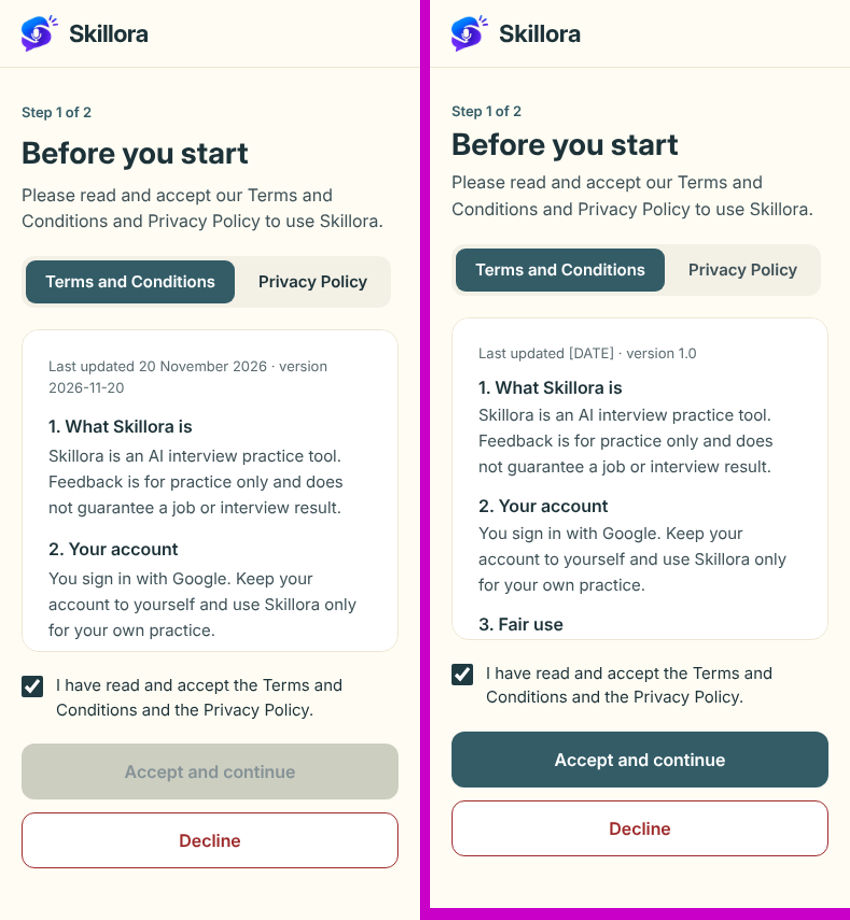 Skillora
Step 1 of 2
Before you start
Please read and accept our Terms and
Conditions and Privacy Policy to use Skillora.
Terms and Conditions
Privacy Policy
Last updated 20 November 2026 · version
2026-11-20
1. What Skillora is
Skillora is an AI interview practice tool.
Feedback is for practice only and does
not guarantee a job or interview result.
2. Your account
You sign in with Google. Keep your
account to yourself and use Skillora only
for your own practice.
I have read and accept the Terms and
Conditions and the Privacy Policy.
Accept and continue
Decline
Skillora
Step 1 of 2
Before you start
Please read and accept our Terms and
Conditions and Privacy Policy to use Skillora.
Terms and Conditions
Privacy Policy
Last updated [DATE] · version 1.0
1. What Skillora is
Skillora is an AI interview practice tool.
Feedback is for practice only and does
not guarantee a job or interview result.
2. Your account
You sign in with Google. Keep your
account to yourself and use Skillora only
for your own practice.
3. Fair use
I have read and accept the Terms and
Conditions and the Privacy Policy.
Accept and continue
Decline